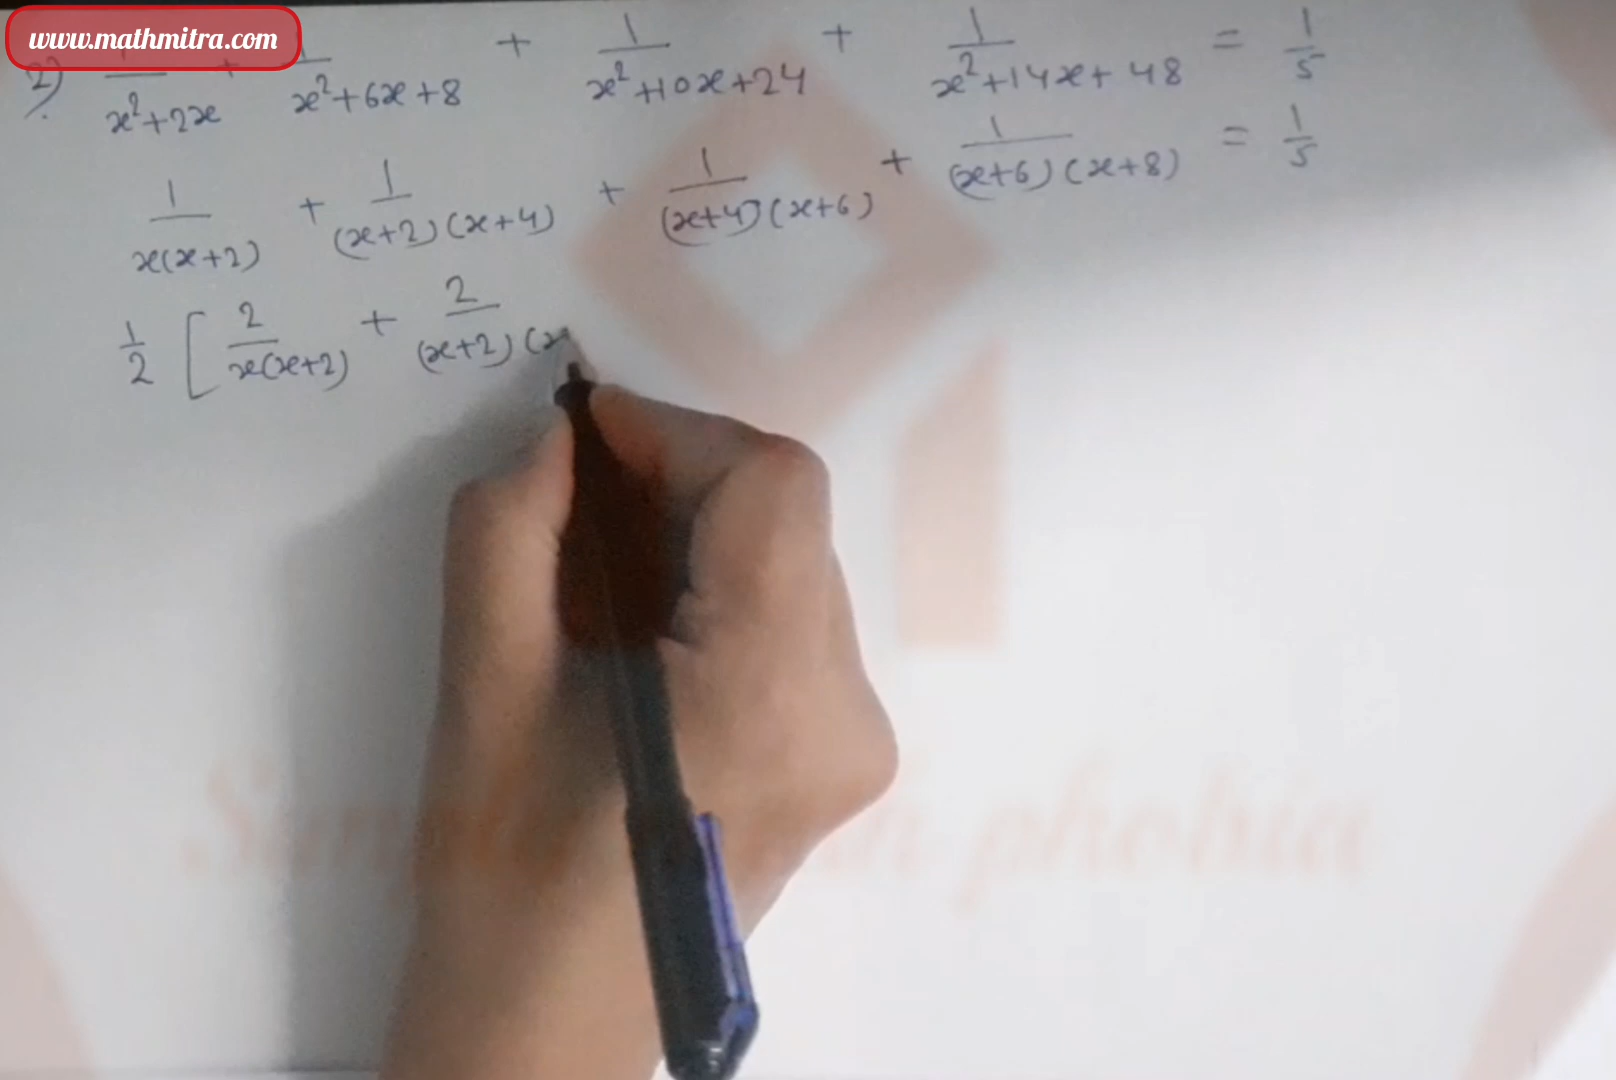 www.mathmitra.com
2) 1/x²+2x + 1/x²+6x+8 + 1/x²+10x+24 + 1/x²+14x+48 = 1/5
1/x(x+2) + 1/(x+2)(x+4) + 1/(x+4)(x+6) + 1/(x+6)(x+8) = 1/5
1/2 [ 2/x(x+2) + 2/(x+2)(x
phobia